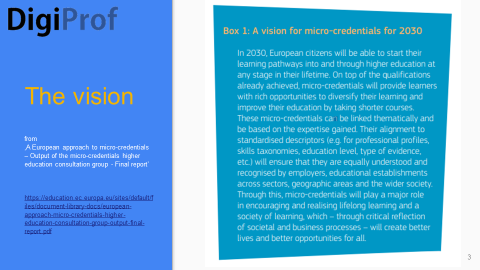 DigiProf
The vision
from
‚A European approach to micro-credentials
– Output of the micro-credentials higher
education consultation group - Final report'
https://education.ec.europa.eu/sites/default/f
iles/document-library-docs/european-
approach-micro-credentials-higher-
education-consultation-group-output-final-
report.pdf
Box 1: A vision for micro-credentials for 2030
In 2030, European citizens will be able to start their
learning pathways into and through higher education at
any stage in their lifetime. On top of the qualifications
already achieved, micro-credentials will provide learners
with rich opportunities to diversify their learning and
improve their education by taking shorter courses.
These micro-credentials can be linked thematically and
be based on the expertise gained. Their alignment to
standardised descriptors (e.g. for professional profiles,
skills taxonomies, education level, type of evidence,
etc.) will ensure that they are equally understood and
recognised by employers, educational establishments
across sectors, geographic areas and the wider society.
Through this, micro-credentials will play a major role
in encouraging and realising lifelong learning and a
society of learning, which – through critical reflection
of societal and business processes – will create better
lives and better opportunities for all.
3